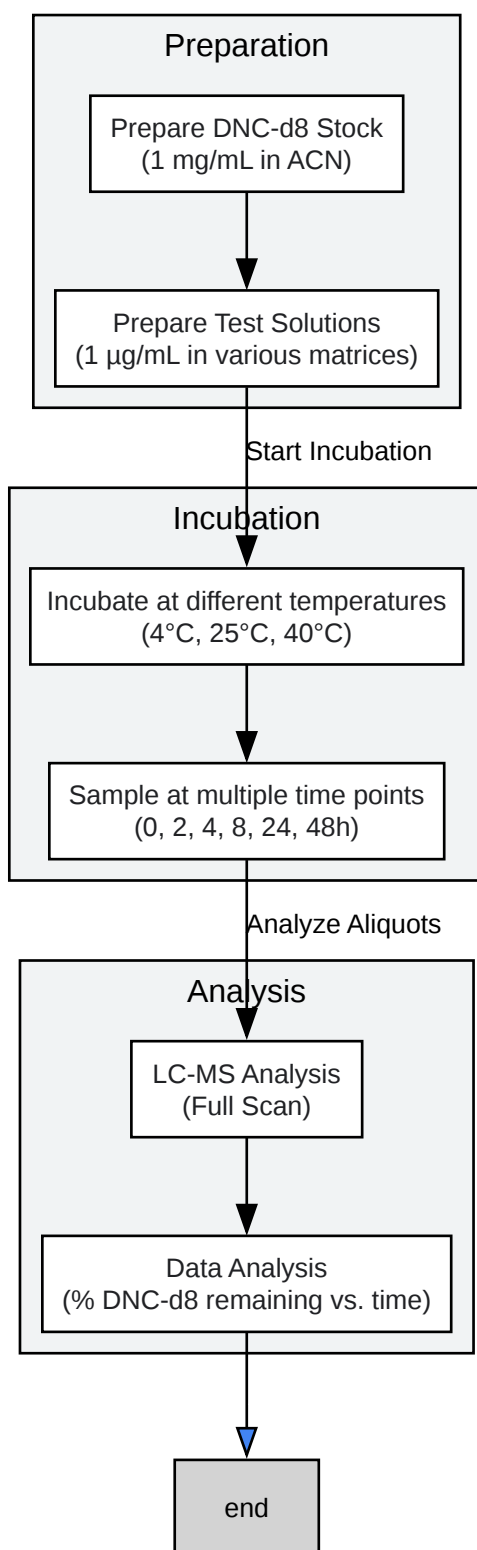 Preparation
Prepare DNC-d8 Stock
(1 mg/mL in ACN)
Prepare Test Solutions
(1 µg/mL in various matrices)
Start Incubation
Incubation
Incubate at different temperatures
(4°C, 25°C, 40°C)
Sample at multiple time points
(0, 2, 4, 8, 24, 48h)
Analyze Aliquots
Analysis
LC-MS Analysis
(Full Scan)
Data Analysis
(% DNC-d8 remaining vs. time)
end